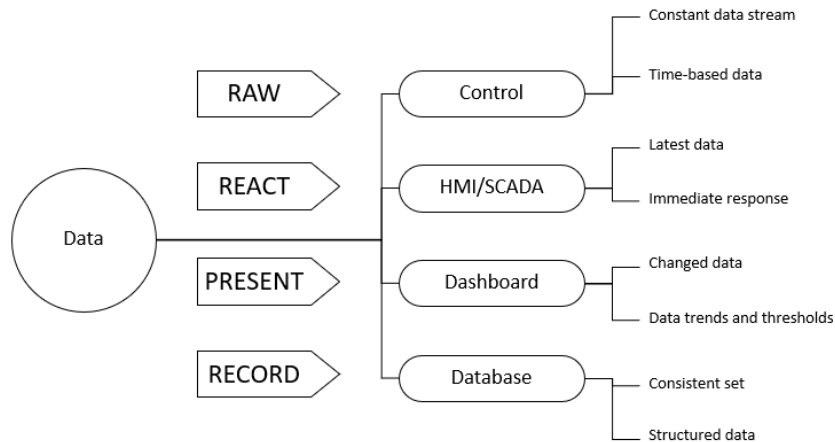 Constant data stream
RAW
Control
Time-based data
Latest data
REACT
HMI/SCADA
Immediate response
Data
Changed data
PRESENT
Dashboard
Data trends and thresholds
RECORD
Database
Consistent set
Structured data